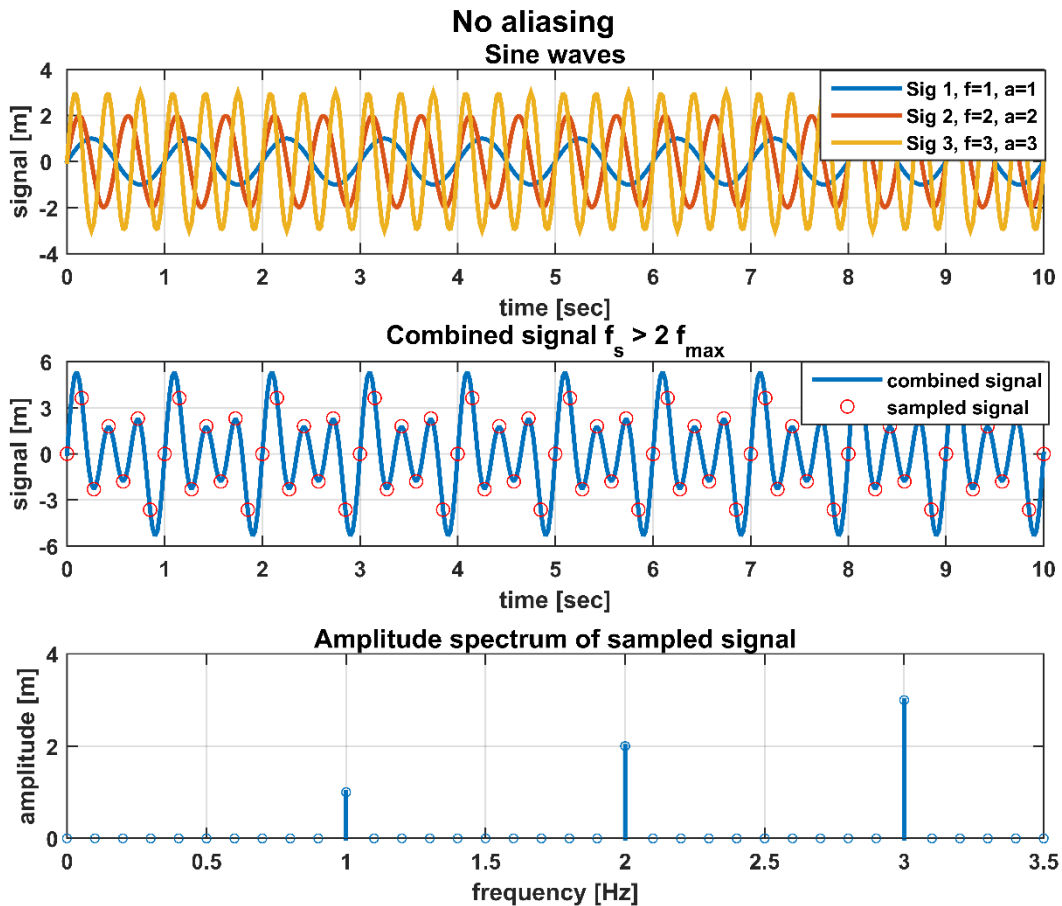 No aliasing
Sine waves
4
2
0
-2
-4
signal [m]
Sig 1, f=1, a=1
Sig 2, f=2, a=2
Sig 3, f=3, a=3
0 1 2 3 4 5 6 7 8 9 10
time [sec]
Combined signal f_s > 2 f_max
6
3
0
-3
-6
signal [m]
combined signal
sampled signal
0 1 2 3 4 5 6 7 8 9 10
time [sec]
Amplitude spectrum of sampled signal
4
2
0
amplitude [m]
0 0.5 1 1.5 2 2.5 3 3.5
frequency [Hz]